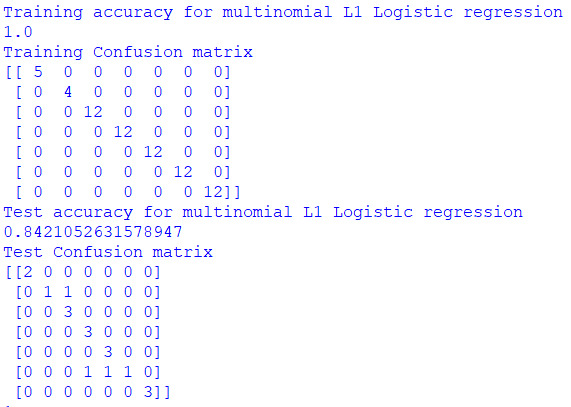 Training accuracy for multinomial L1 Logistic regression
1.0
Training Confusion matrix
[[ 5  0  0  0  0  0  0]
 [ 0  4  0  0  0  0  0]
 [ 0  0 12  0  0  0  0]
 [ 0  0  0 12  0  0  0]
 [ 0  0  0  0 12  0  0]
 [ 0  0  0  0  0 12  0]
 [ 0  0  0  0  0  0 12]]
Test accuracy for multinomial L1 Logistic regression
0.8421052631578947
Test Confusion matrix
[[2 0 0 0 0 0 0]
 [0 1 1 0 0 0 0]
 [0 0 3 0 0 0 0]
 [0 0 0 3 0 0 0]
 [0 0 0 0 3 0 0]
 [0 0 0 1 1 1 0]
 [0 0 0 0 0 0 3]]